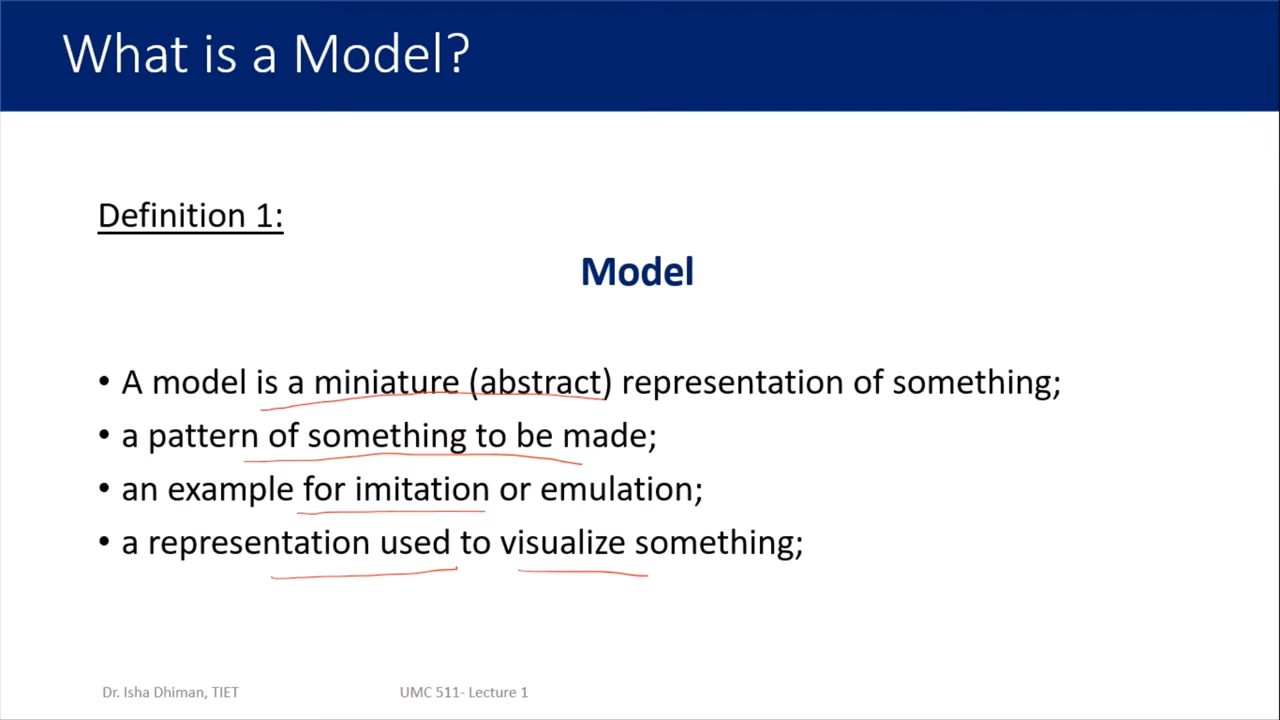 What is a Model?
Definition 1:
Model
• A model is a miniature (abstract) representation of something;
• a pattern of something to be made;
• an example for imitation or emulation;
• a representation used to visualize something;
Dr. Isha Dhiman, TIET
UMC 511- Lecture 1